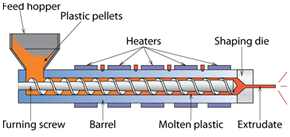 Feed hopper
Plastic pellets
Heaters
Shaping die
Turning screw
Barrel
Molten plastic
Extrudate